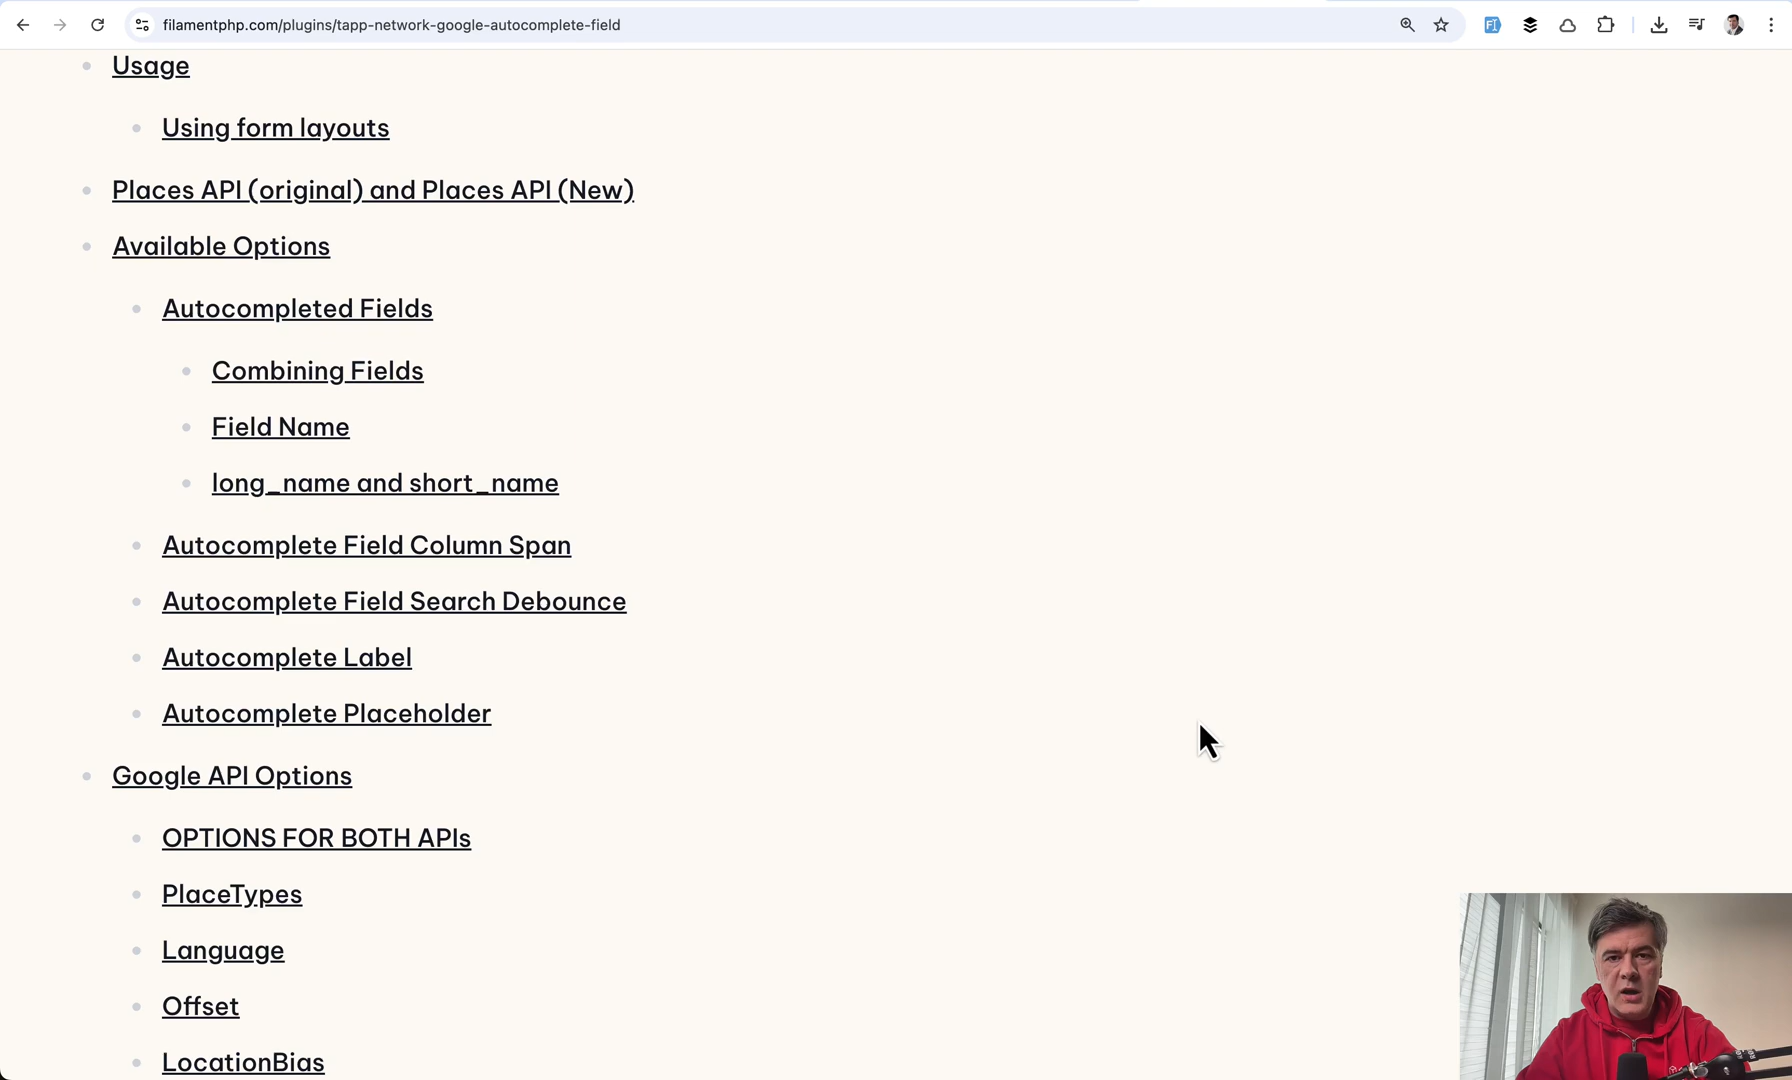 filamentphp.com/plugins/tapp-network-google-autocomplete-field
Usage
Using form layouts
Places API (original) and Places API (New)
Available Options
Autocompleted Fields
Combining Fields
Field Name
long_name and short_name
Autocomplete Field Column Span
Autocomplete Field Search Debounce
Autocomplete Label
Autocomplete Placeholder
Google API Options
OPTIONS FOR BOTH APIs
PlaceTypes
Language
Offset
LocationBias